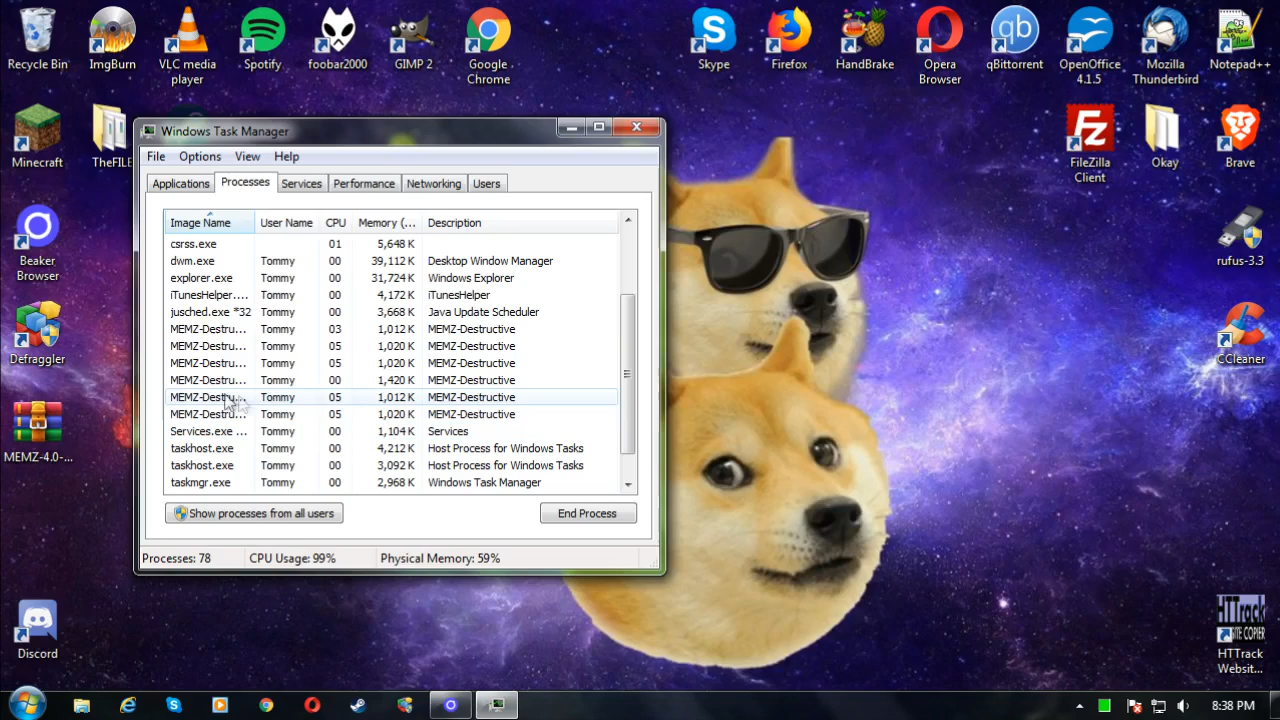 Recycle Bin
ImgBurn
VLC media
player
Spotify
foobar2000
GIMP 2
Google
Chrome
Skype
Firefox
HandBrake
Opera
Browser
qb
qBittorrent
OpenOffice
4.1.5
Mozilla
Thunderbird
Notepad++
Minecraft
TheFILE
Fz
FileZilla
Client
Okay
Brave
Beaker
Browser
rufus-3.3
Defraggler
CCleaner
MEMZ-4.0-...
Discord
HTTrack
SITE COPIER
HTTrack
Websit...
Windows Task Manager
File Options View Help
Applications Processes Services Performance Networking Users
Image Name User Name CPU Memory (... Description
csrss.exe 01 5,648 K
dwm.exe Tommy 00 39,112 K Desktop Window Manager
explorer.exe Tommy 00 31,724 K Windows Explorer
iTunesHelper.... Tommy 00 4,172 K iTunesHelper
jusched.exe *32 Tommy 00 3,668 K Java Update Scheduler
MEMZ-Destru... Tommy 03 1,012 K MEMZ-Destructive
MEMZ-Destru... Tommy 05 1,020 K MEMZ-Destructive
MEMZ-Destru... Tommy 05 1,020 K MEMZ-Destructive
MEMZ-Destru... Tommy 00 1,420 K MEMZ-Destructive
MEMZ-Destru... Tommy 05 1,012 K MEMZ-Destructive
MEMZ-Destru... Tommy 05 1,020 K MEMZ-Destructive
Services.exe ... Tommy 00 1,104 K Services
taskhost.exe Tommy 00 4,212 K Host Process for Windows Tasks
taskhost.exe Tommy 00 3,092 K Host Process for Windows Tasks
taskmgr.exe Tommy 00 2,968 K Windows Task Manager
Show processes from all users End Process
Processes: 78 CPU Usage: 99% Physical Memory: 59%
8:38 PM